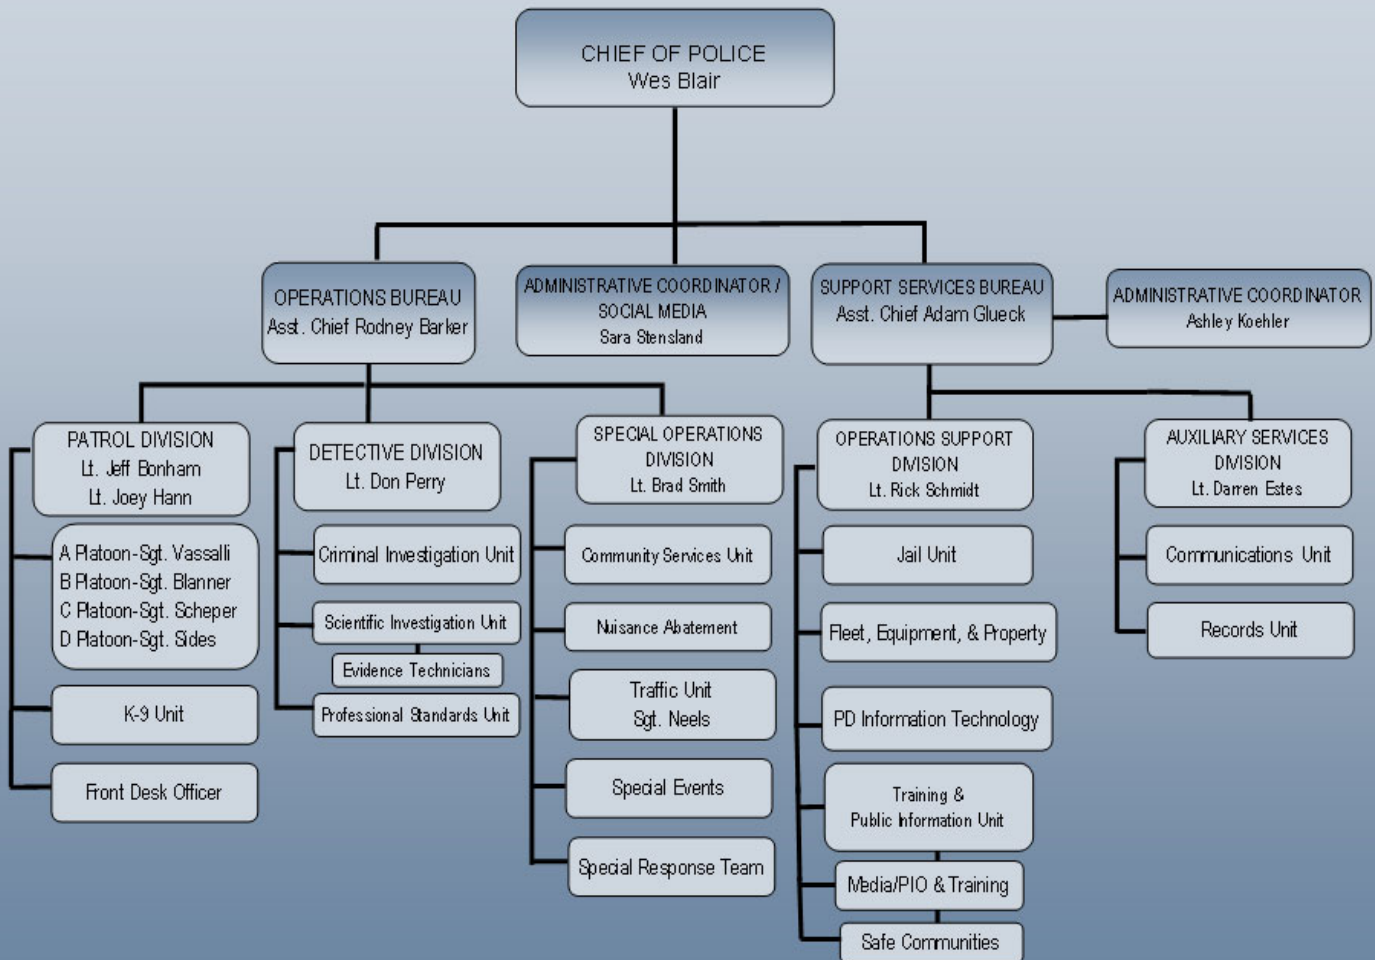 CHIEF OF POLICE
Wes Blair
OPERATIONS BUREAU
Asst. Chief Rodney Barker
ADMINISTRATIVE COORDINATOR /
SOCIAL MEDIA
Sara Stensland
SUPPORT SERVICES BUREAU
Asst. Chief Adam Glueck
ADMINISTRATIVE COORDINATOR
Ashley Koehler
PATROL DIVISION
Lt. Jeff Bonham
Lt. Joey Hann
A Platoon-Sgt. Vassalli
B Platoon-Sgt. Blanner
C Platoon-Sgt. Scheper
D Platoon-Sgt. Sides
K-9 Unit
Front Desk Officer
DETECTIVE DIVISION
Lt. Don Perry
Criminal Investigation Unit
Scientific Investigation Unit
Evidence Technicians
Professional Standards Unit
SPECIAL OPERATIONS
DIVISION
Lt. Brad Smith
Community Services Unit
Nuisance Abatement
Traffic Unit
Sgt. Neels
Special Events
Special Response Team
OPERATIONS SUPPORT
DIVISION
Lt. Rick Schmidt
Jail Unit
Fleet, Equipment, & Property
PD Information Technology
Training &
Public Information Unit
Media/PIO & Training
Safe Communities
AUXILIARY SERVICES
DIVISION
Lt. Darren Estes
Communications Unit
Records Unit